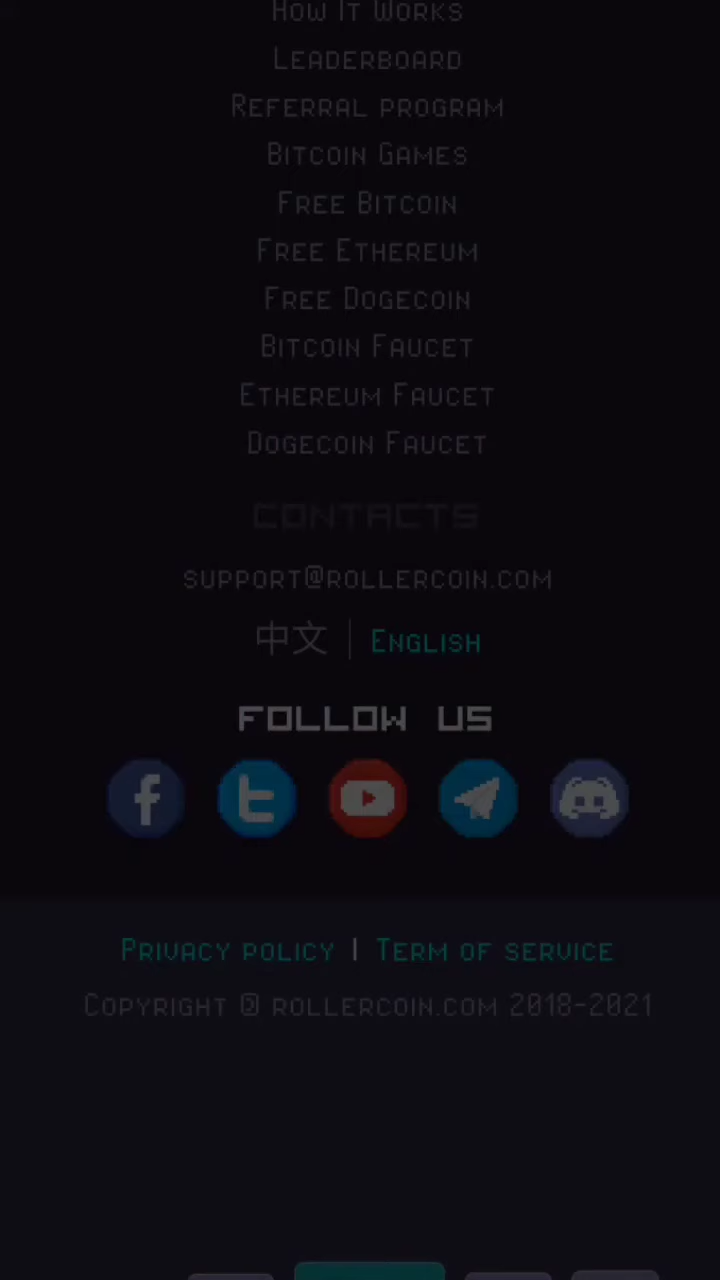 How It Works
Leaderboard
Referral program
Bitcoin Games
Free Bitcoin
Free Ethereum
Free Dogecoin
Bitcoin Faucet
Ethereum Faucet
Dogecoin Faucet
CONTACTS
support@rollercoin.com
中文 | English
FOLLOW US
Privacy policy | Term of service
Copyright @ rollercoin.com 2018-2021